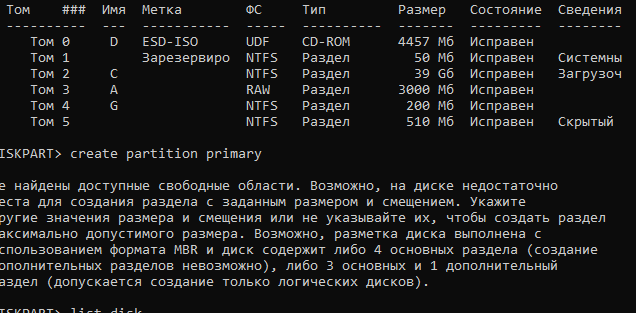 Том ### Имя Метка ФС Тип Размер Состояние Сведения
---------- --- ----------- ----- ---------- ------- --------- --------
Том 0 D ESD-ISO UDF CD-ROM 4457 Мб Исправен
Том 1 Зарезервиро NTFS Раздел 50 Мб Исправен Системны
Том 2 C NTFS Раздел 39 Gб Исправен Загрузоч
Том 3 A RAW Раздел 3000 Мб Исправен
Том 4 G NTFS Раздел 200 Мб Исправен
Том 5 NTFS Раздел 510 Мб Исправен Скрытый
ISKPART> create partition primary
е найдены доступные свободные области. Возможно, на диске недостаточно
еста для создания раздела с заданным размером и смещением. Укажите
ругие значения размера и смещения или не указывайте их, чтобы создать раздел
аксимально допустимого размера. Возможно, разметка диска выполнена с
спользованием формата MBR и диск содержит либо 4 основных раздела (создание
ополнительных разделов невозможно), либо 3 основных и 1 дополнительный
аздел (допускается создание только логических дисков).
ISKPART> list disk